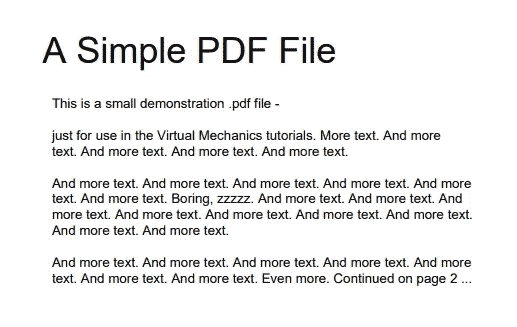 A Simple PDF File
This is a small demonstration .pdf file -
just for use in the Virtual Mechanics tutorials. More text. And more
text. And more text. And more text. And more text.
And more text. And more text. And more text. And more text. And more
text. And more text. Boring, zzzzz. And more text. And more text. And
more text. And more text. And more text. And more text. And more text.
And more text. And more text.
And more text. And more text. And more text. And more text. And more
text. And more text. And more text. Even more. Continued on page 2 ...